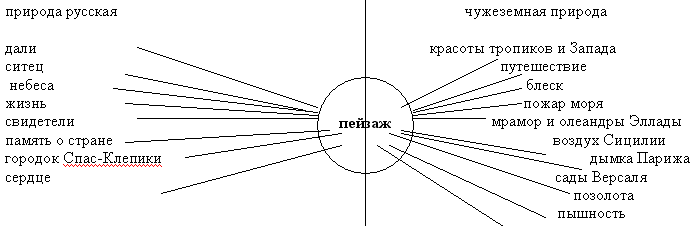 природа русская
чужеземная природа
дали
ситец
небеса
жизнь
свидетели
память о стране
городок Спас-Клепики
сердце
пейзаж
красоты тропиков и Запада
путешествие
блеск
пожар моря
мрамор и олеандры Эллады
воздух Сицилии
дымка Парижа
сады Версаля
позолота
пышность